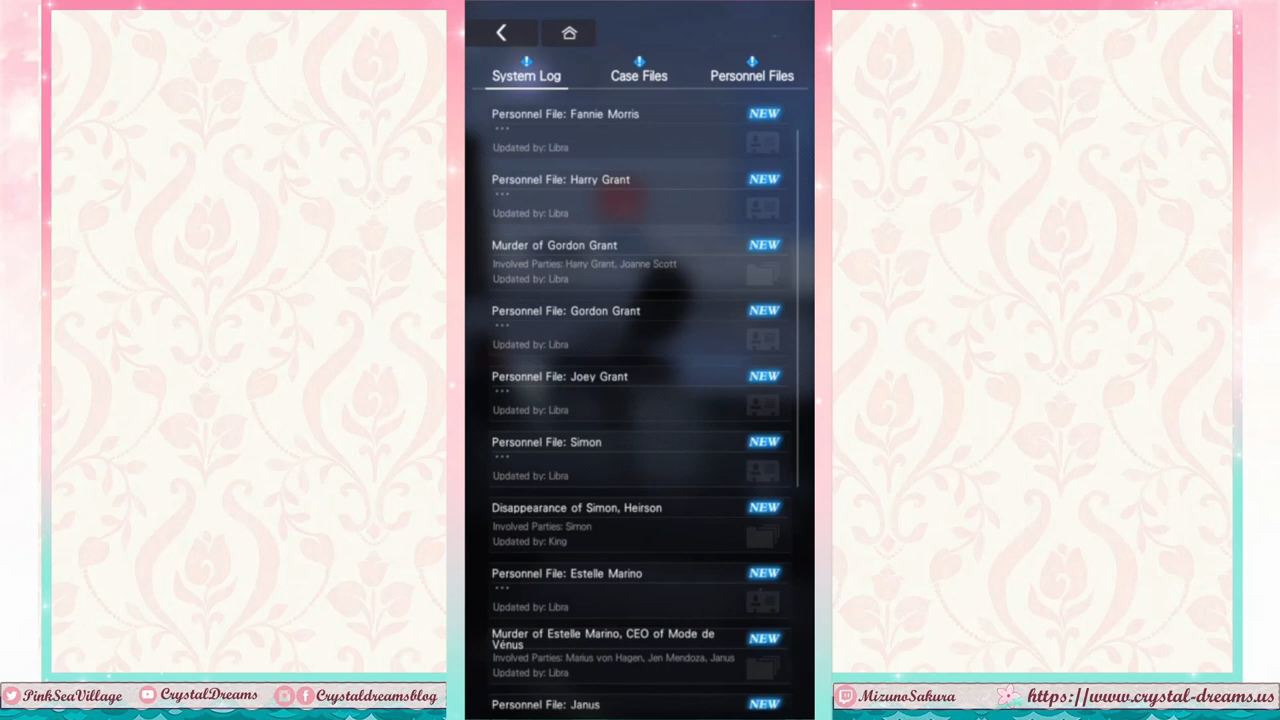 System Log
Case Files
Personnel Files
Personnel File: Fannie Morris
NEW
...
Updated by: Libra
Personnel File: Harry Grant
NEW
...
Updated by: Libra
Murder of Gordon Grant
NEW
Involved Parties: Harry Grant, Joanne Scott
Updated by: Libra
Personnel File: Gordon Grant
NEW
...
Updated by: Libra
Personnel File: Joey Grant
NEW
...
Updated by: Libra
Personnel File: Simon
NEW
...
Updated by: Libra
Disappearance of Simon, Heirson
NEW
Involved Parties: Simon
Updated by: King
Personnel File: Estelle Marino
NEW
...
Updated by: Libra
Murder of Estelle Marino, CEO of Mode de
Vénus
NEW
Involved Parties: Marius von Hagen, Jen Mendoza, Janus
Updated by: Libra
Personnel File: Janus
NEW
PinkSeaVillage
CrystalDreams
Crystaldreamsblog
MizunoSakura
https://www.crystal-dreams.us